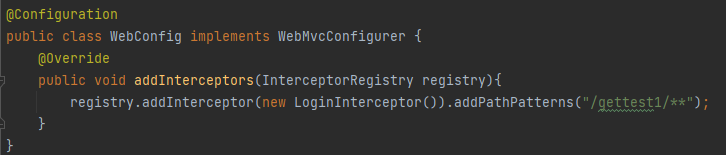 @Configuration
public class WebConfig implements WebMvcConfigurer {
@Override
public void addInterceptors(InterceptorRegistry registry){
registry.addInterceptor(new LoginInterceptor()).addPathPatterns("/gettest1/**");
}
}